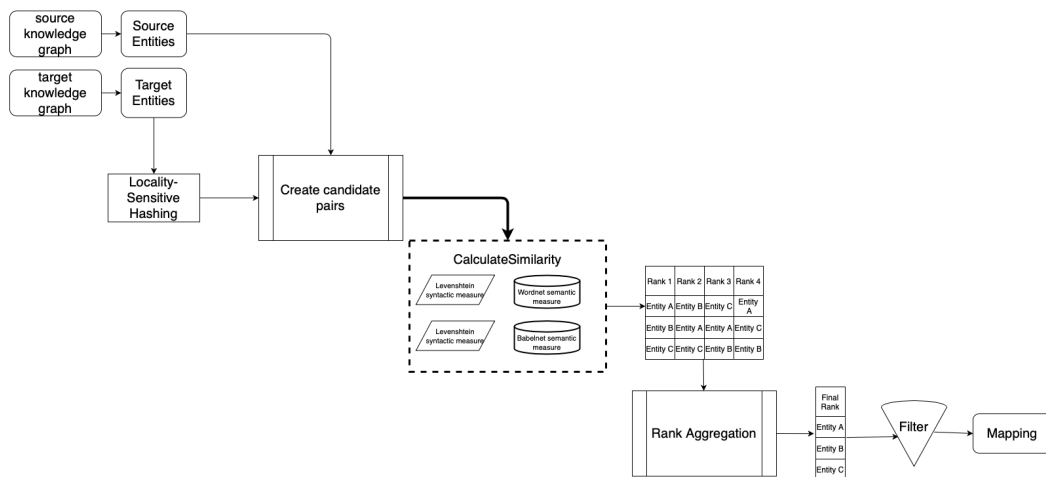 source
knowledge
graph
Source
Entities
target
knowledge
graph
Target
Entities
Locality-
Sensitive
Hashing
Create candidate
pairs
CalculateSimilarity
Levenshtein
syntactic measure
Wordnet semantic
measure
Levenshtein
syntactic measure
Babelnet semantic
measure
Rank 1 Rank 2 Rank 3 Rank 4
Entity A Entity B Entity C Entity
A
Entity B Entity A Entity A Entity C
Entity C Entity C Entity B Entity B
Rank Aggregation
Final
Rank
Entity A
Entity B
Entity C
Filter
Mapping